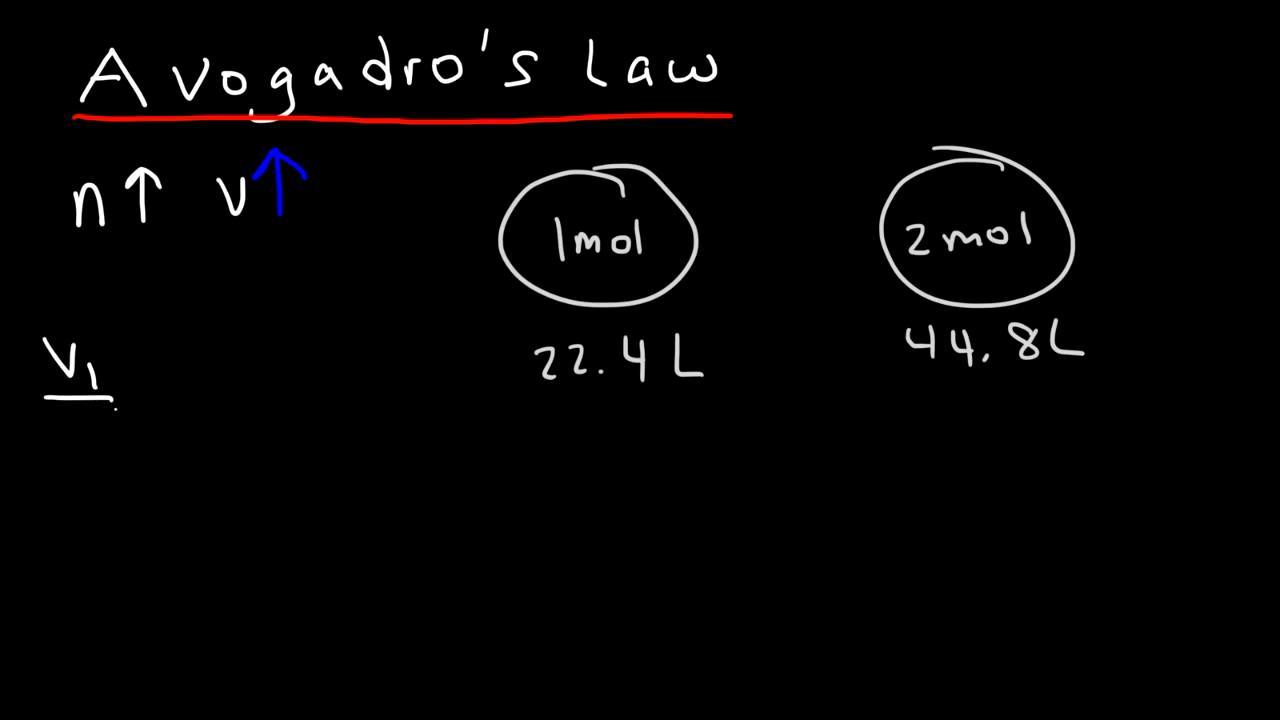 Avogadro's Law
n↑ v↑
1mol
2mol
22.4 L
44.8L
V₁